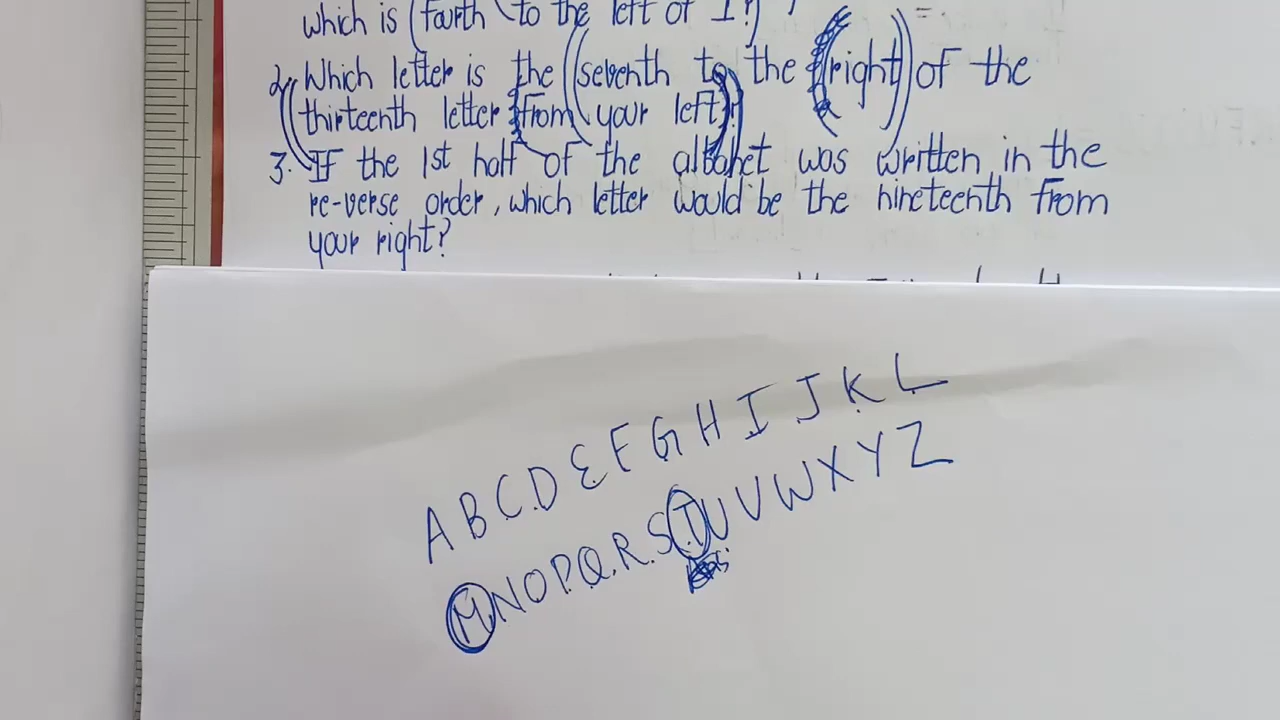 which is (fourth to the left of I?)
2. Which letter is the (seventh to the (right) of the
thirteenth letter from your left)?
3. If the 1st half of the albahet was written in the
re-verse order, which letter would be the nineteenth from
your right?
A B C D E F G H I J K L
M N O P Q R S T U V W X Y Z